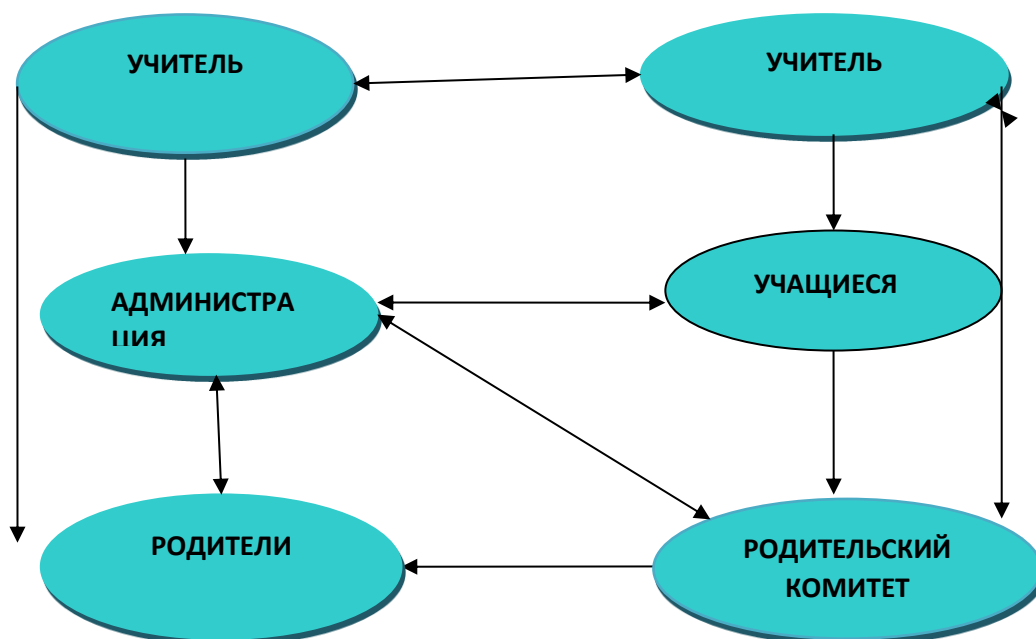 УЧИТЕЛЬ
УЧИТЕЛЬ
АДМИНИСТРА
ЦИЯ
УЧАЩИЕСЯ
РОДИТЕЛИ
РОДИТЕЛЬСКИЙ
КОМИТЕТ